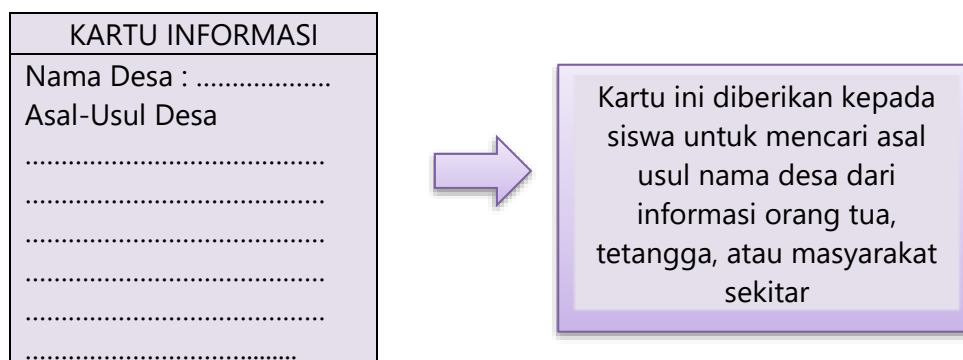 KARTU INFORMASI
Nama Desa : ...................
Asal-Usul Desa
..........................................
..........................................
..........................................
..........................................
..........................................
......................................
Kartu ini diberikan kepada
siswa untuk mencari asal
usul nama desa dari
informasi orang tua,
tetangga, atau masyarakat
sekitar